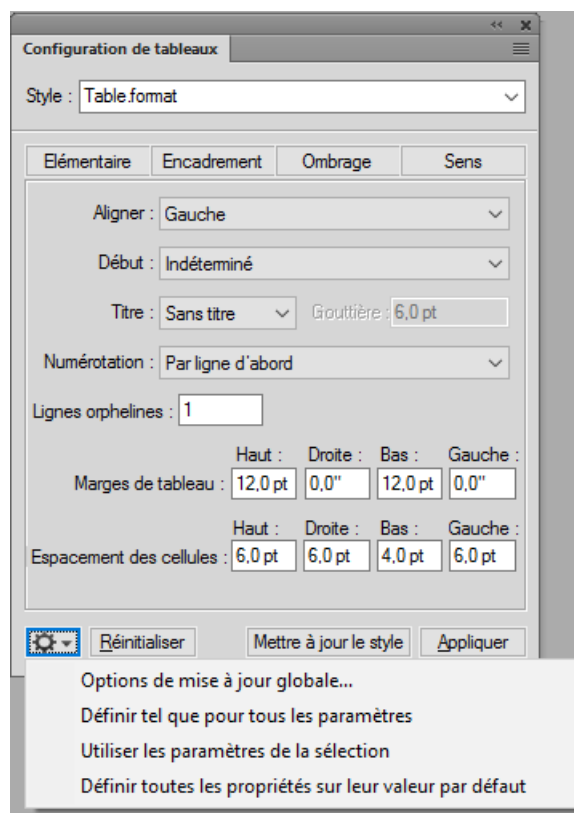 Configuration de tableaux
Style : Table.format
Elémentaire Encadrement Ombrage Sens
Aligner : Gauche
Début : Indéterminé
Titre : Sans titre Gouttière : 6,0 pt
Numérotation : Par ligne d'abord
Lignes orphelines : 1
Haut : Droite : Bas : Gauche :
Marges de tableau : 12,0 pt 0,0" 12,0 pt 0,0"
Haut : Droite : Bas : Gauche :
Espacement des cellules : 6,0 pt 6,0 pt 4,0 pt 6,0 pt
Réinitialiser Mettre à jour le style Appliquer
Options de mise à jour globale...
Définir tel que pour tous les paramètres
Utiliser les paramètres de la sélection
Définir toutes les propriétés sur leur valeur par défaut